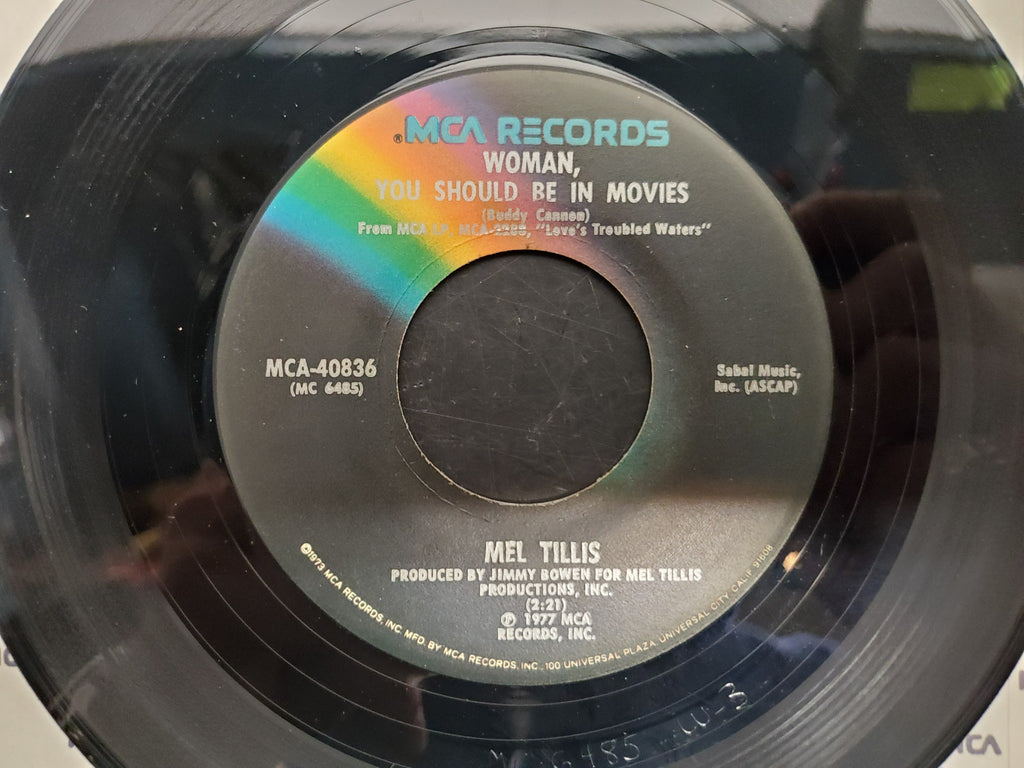 ®MCA RECORDS
WOMAN,
YOU SHOULD BE IN MOVIES
(Buddy Cannon)
From MCA LP, MCA-2288, "Love's Troubled Waters"
MCA-40836
(MC 6485)
Sabal Music,
Inc. (ASCAP)
MEL TILLIS
PRODUCED BY JIMMY BOWEN FOR MEL TILLIS
PRODUCTIONS, INC.
(2:21)
℗ 1977 MCA
RECORDS, INC.
©1973 MCA RECORDS, INC. MFD. BY MCA RECORDS, INC., 100 UNIVERSAL PLAZA, UNIVERSAL CITY, CALIF. 91608
6485 W-3